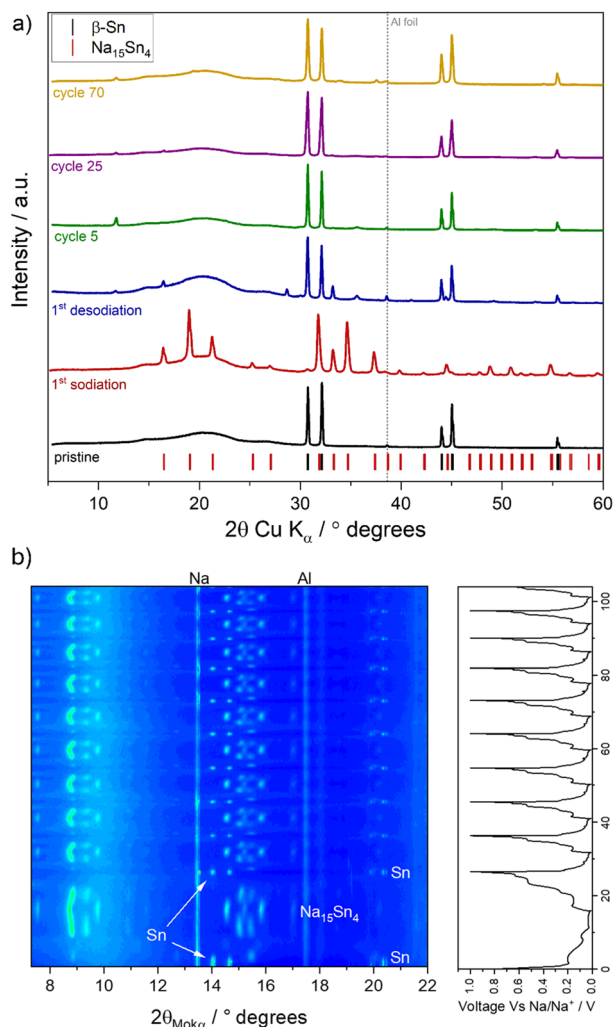 a)
β-Sn
Na₁₅Sn₄
Al foil
cycle 70
cycle 25
cycle 5
1ˢᵗ desodiation
1ˢᵗ sodiation
pristine
Intensity / a.u.
0 10 20 30 40 50 60
2θ Cu Kα / ° degrees
b)
Na Al
Sn
Sn
Na₁₅Sn₄
Sn
8 10 12 14 16 18 20 22
2θMokα / ° degrees
100
80
60
40
20
0
1.0 0.8 0.6 0.4 0.2 0.0
Voltage Vs Na/Na⁺ / V